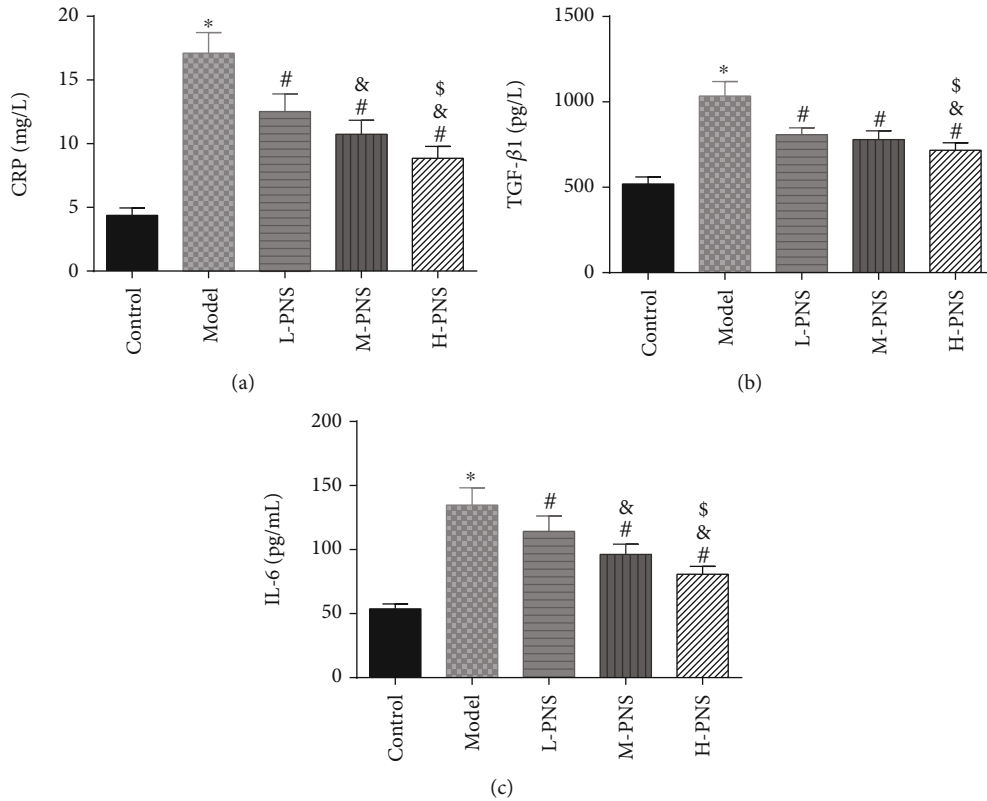 20
15
10
5
0
CRP (mg/L)
*
#
&
#
$
&
#
Control
Model
L-PNS
M-PNS
H-PNS
(a)
1500
1000
500
0
TGF-β1 (pg/L)
*
#
#
$
&
#
Control
Model
L-PNS
M-PNS
H-PNS
(b)
200
150
100
50
0
IL-6 (pg/mL)
*
#
&
#
$
&
#
Control
Model
L-PNS
M-PNS
H-PNS
(c)